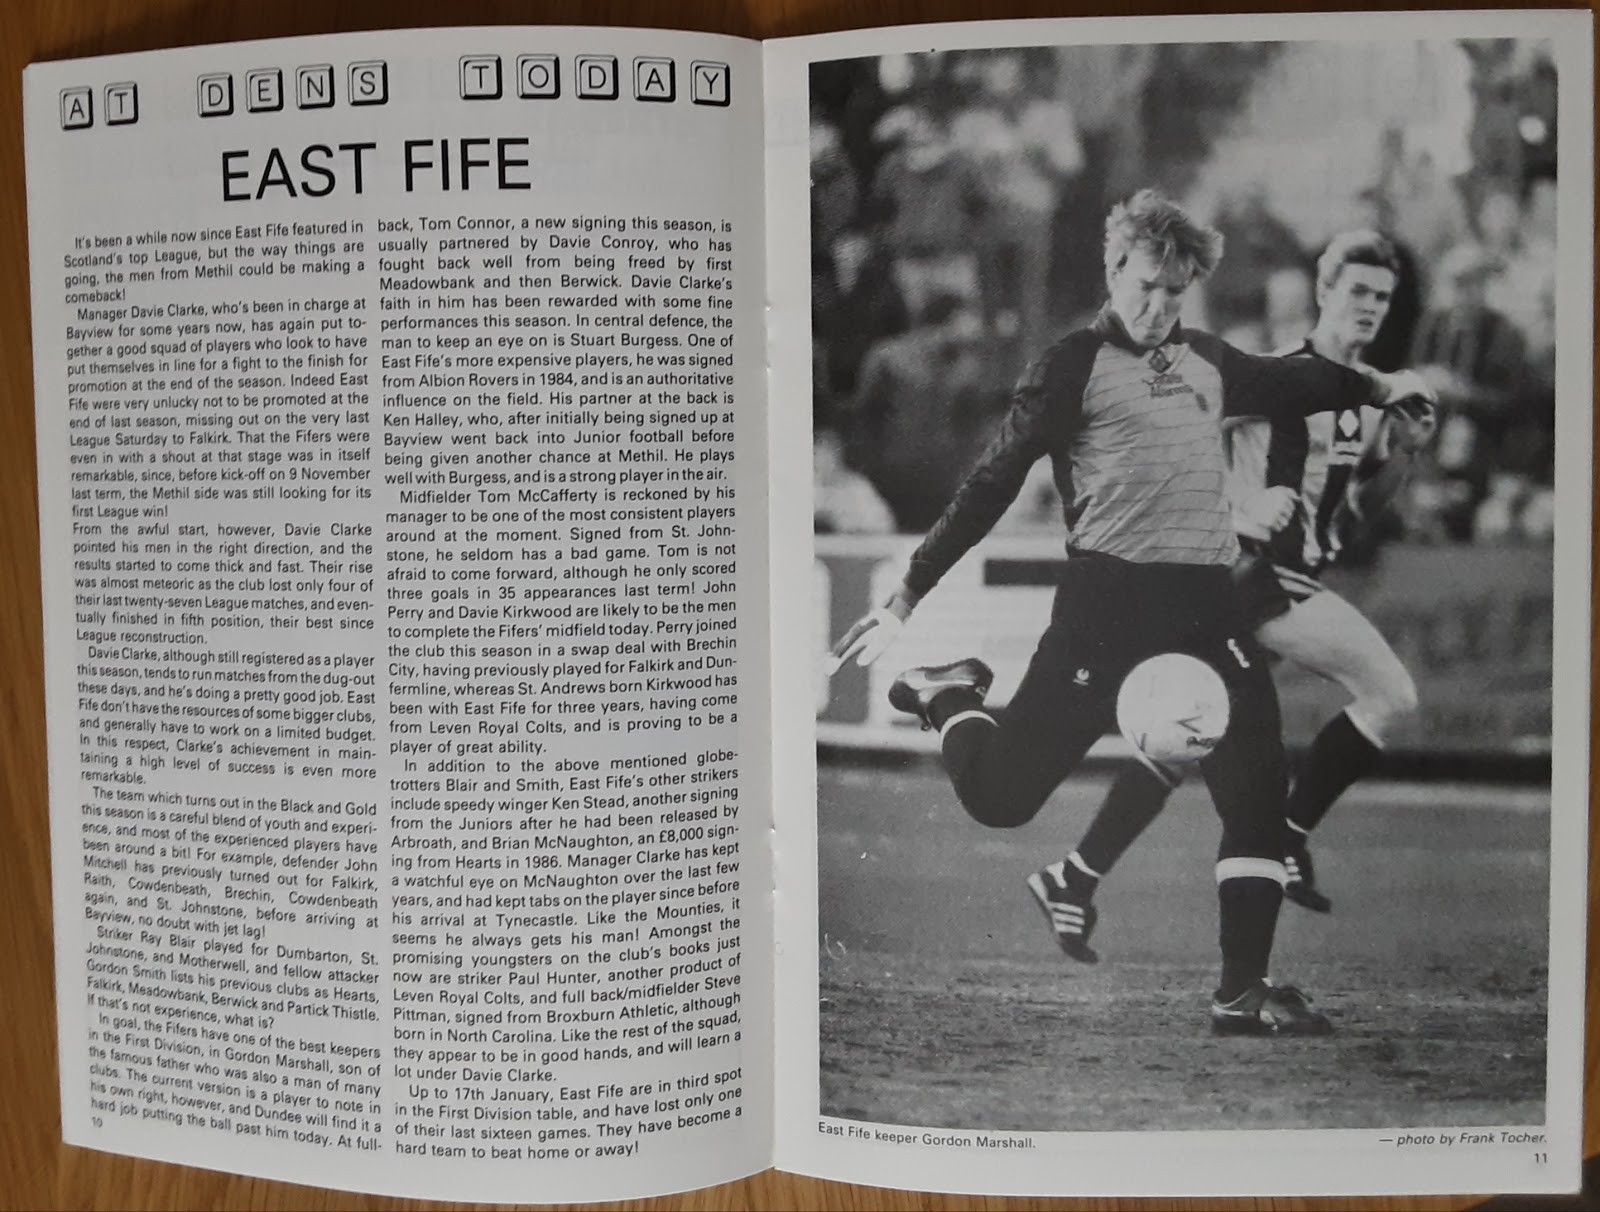 AT DENS TODAY
EAST FIFE
It's been a while now since East Fife featured in
Scotland's top League, but the way things are
going, the men from Methil could be making a
comeback!
Manager Davie Clarke, who's been in charge at
Bayview for some years now, has again put to-
gether a good squad of players who look to have
put themselves in line for a fight to the finish for
promotion at the end of the season. Indeed East
Fife were very unlucky not to be promoted at the
end of last season, missing out on the very last
League Saturday to Falkirk. That the Fifers were
even in with a shout at that stage was in itself
remarkable, since, before kick-off on 9 November
last term, the Methil side was still looking for its
first League win!
From the awful start, however, Davie Clarke
pointed his men in the right direction, and the
results started to come thick and fast. Their rise
was almost meteoric as the club lost only four of
their last twenty-seven League matches, and even-
tually finished in fifth position, their best since
League reconstruction.
Davie Clarke, although still registered as a player
this season, tends to run matches from the dug-out
these days, and he's doing a pretty good job. East
Fife don't have the resources of some bigger clubs,
and generally have to work on a limited budget.
In this respect, Clarke's achievement in main-
taining a high level of success is even more
remarkable.
The team which turns out in the Black and Gold
this season is a careful blend of youth and experi-
ence, and most of the experienced players have
been around a bit! For example, defender John
Mitchell has previously turned out for Falkirk,
Raith, Cowdenbeath, Brechin, Cowdenbeath
again, and St. Johnstone, before arriving at
Bayview, no doubt with jet lag!
Striker Ray Blair played for Dumbarton, St.
Johnstone, and Motherwell, and fellow attacker
Gordon Smith lists his previous clubs as Hearts,
Falkirk, Meadowbank, Berwick and Partick Thistle.
If that's not experience, what is?
In goal, the Fifers have one of the best keepers
in the First Division, in Gordon Marshall, son of
the famous father who was also a man of many
clubs. The current version is a player to note in
his own right, however, and Dundee will find it a
hard job putting the ball past him today. At full-
10
back, Tom Connor, a new signing this season, is
usually partnered by Davie Conroy, who has
fought back well from being freed by first
Meadowbank and then Berwick. Davie Clarke's
faith in him has been rewarded with some fine
performances this season. In central defence, the
man to keep an eye on is Stuart Burgess. One of
East Fife's more expensive players, he was signed
from Albion Rovers in 1984, and is an authoritative
influence on the field. His partner at the back is
Ken Halley, who, after initially being signed up at
Bayview went back into Junior football before
being given another chance at Methil. He plays
well with Burgess, and is a strong player in the air.
Midfielder Tom McCafferty is reckoned by his
manager to be one of the most consistent players
around at the moment. Signed from St. John-
stone, he seldom has a bad game. Tom is not
afraid to come forward, although he only scored
three goals in 35 appearances last term! John
Perry and Davie Kirkwood are likely to be the men
to complete the Fifers' midfield today. Perry joined
the club this season in a swap deal with Brechin
City, having previously played for Falkirk and Dun-
fermline, whereas St. Andrews born Kirkwood has
been with East Fife for three years, having come
from Leven Royal Colts, and is proving to be a
player of great ability.
In addition to the above mentioned globe-
trotters Blair and Smith, East Fife's other strikers
include speedy winger Ken Stead, another signing
from the Juniors after he had been released by
Arbroath, and Brian McNaughton, an £8,000 sign-
ing from Hearts in 1986. Manager Clarke has kept
a watchful eye on McNaughton over the last few
years, and had kept tabs on the player since before
his arrival at Tynecastle. Like the Mounties, it
seems he always gets his man! Amongst the
promising youngsters on the club's books just
now are striker Paul Hunter, another product of
Leven Royal Colts, and full back/midfielder Steve
Pittman, signed from Broxburn Athletic, although
born in North Carolina. Like the rest of the squad,
they appear to be in good hands, and will learn a
lot under Davie Clarke.
Up to 17th January, East Fife are in third spot
in the First Division table, and have lost only one
of their last sixteen games. They have become a
hard team to beat home or away!
East Fife keeper Gordon Marshall.
— photo by Frank Tocher.
11